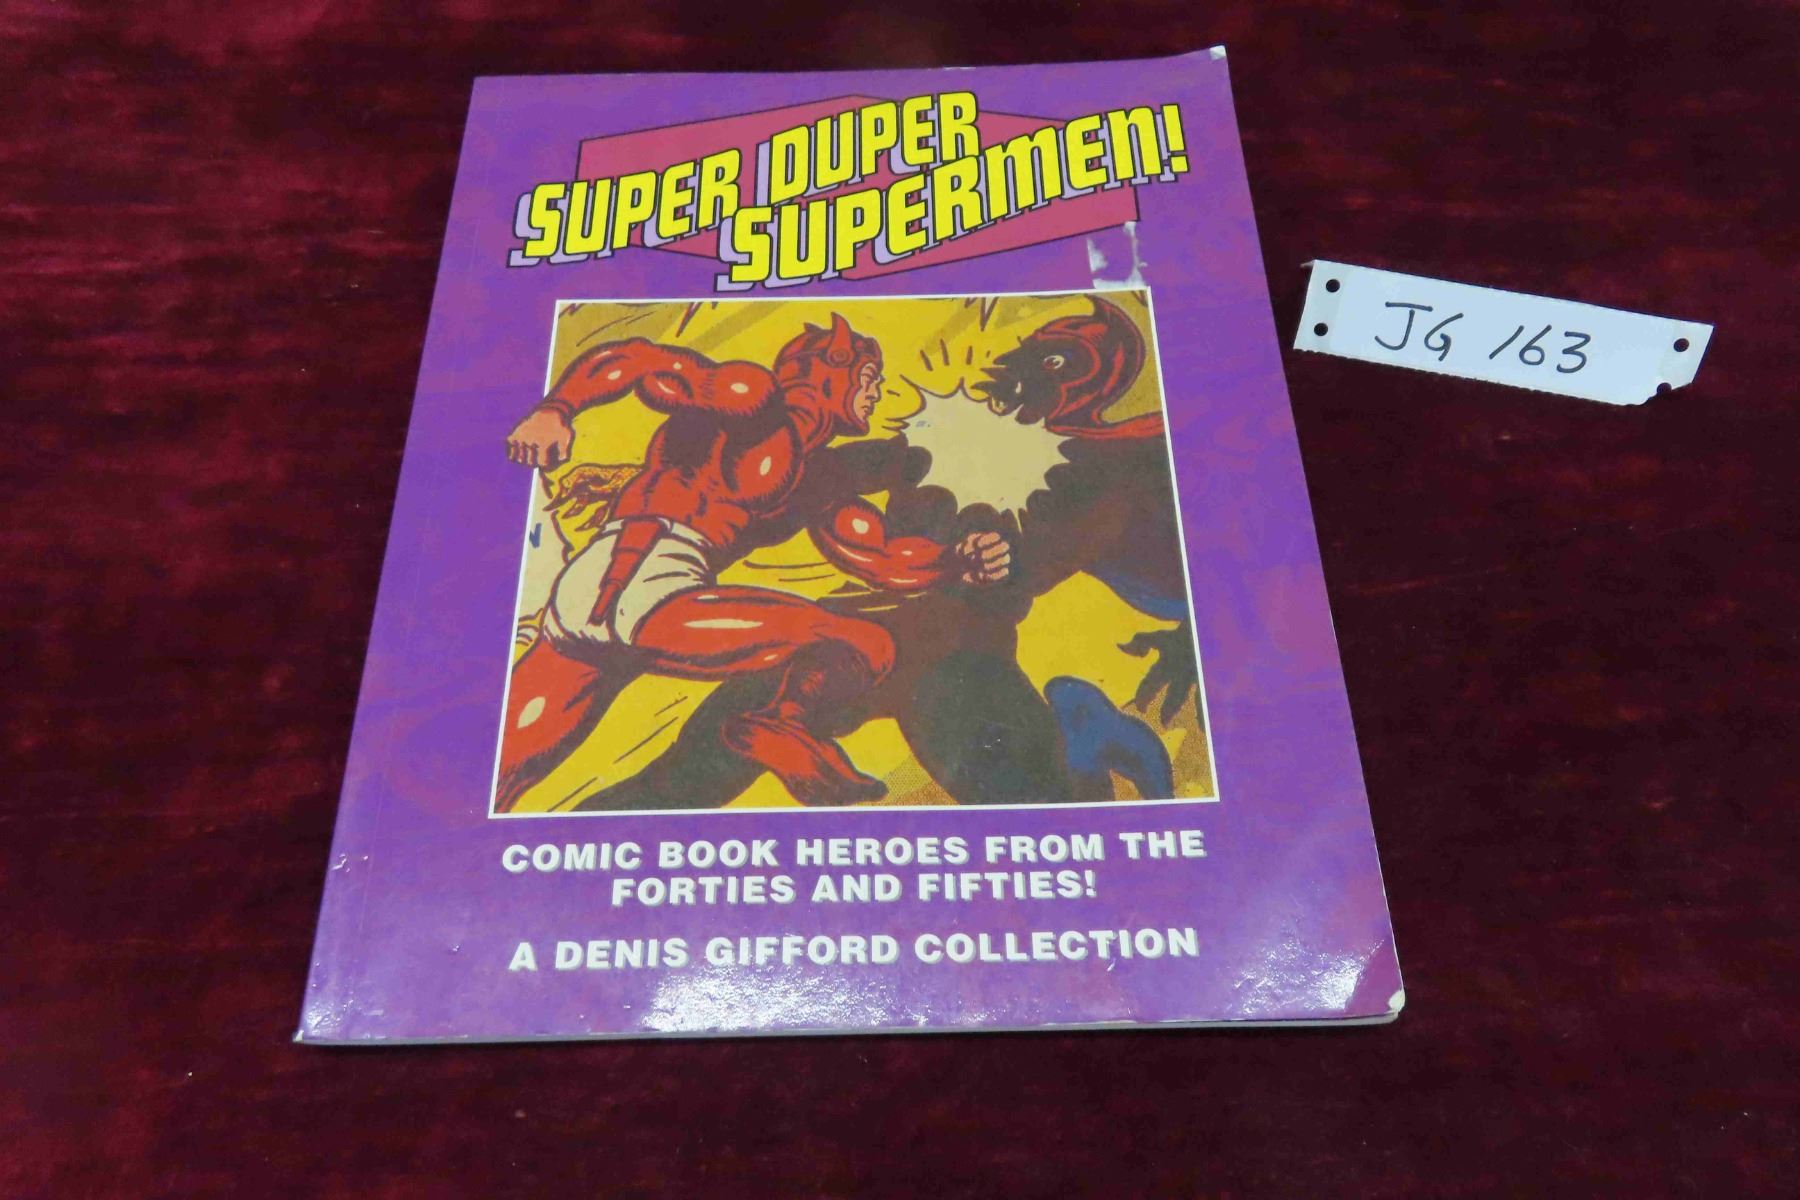 SUPER DUPER
SUPERMEN!
COMIC BOOK HEROES FROM THE
FORTIES AND FIFTIES!
A DENIS GIFFORD COLLECTION
JG 163